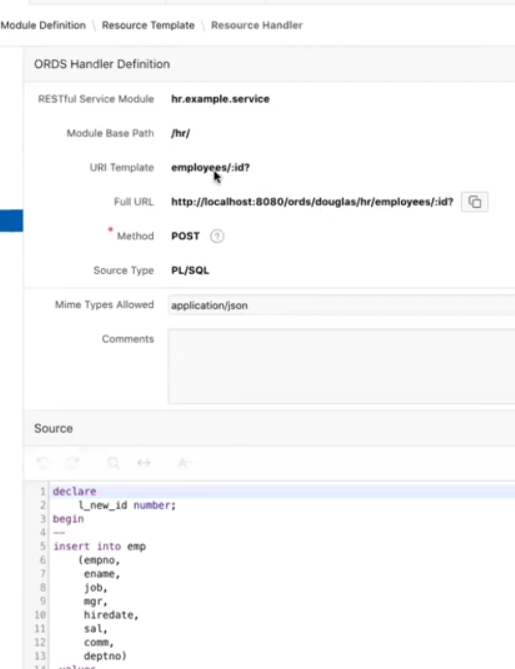 Module Definition \ Resource Template \ Resource Handler
ORDS Handler Definition
RESTful Service Module hr.example.service
Module Base Path /hr/
URI Template employees/:id?
Full URL http://localhost:8080/ords/douglas/hr/employees/:id?
* Method POST ?
Source Type PL/SQL
Mime Types Allowed application/json
Comments
Source
1 declare
2 l_new_id number;
3 begin
4 --
5 insert into emp
6 (empno,
7 ename,
8 job,
9 mgr,
10 hiredate,
11 sal,
12 comm,
13 deptno)
14 values